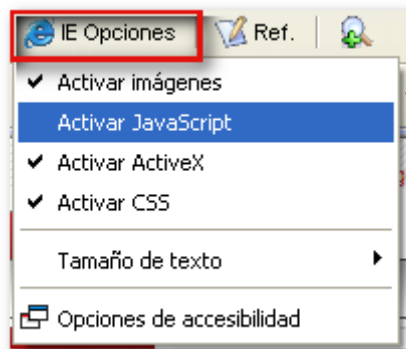 IE Opciones Ref.
Activar imágenes
Activar JavaScript
Activar ActiveX
Activar CSS
Tamaño de texto
Opciones de accesibilidad